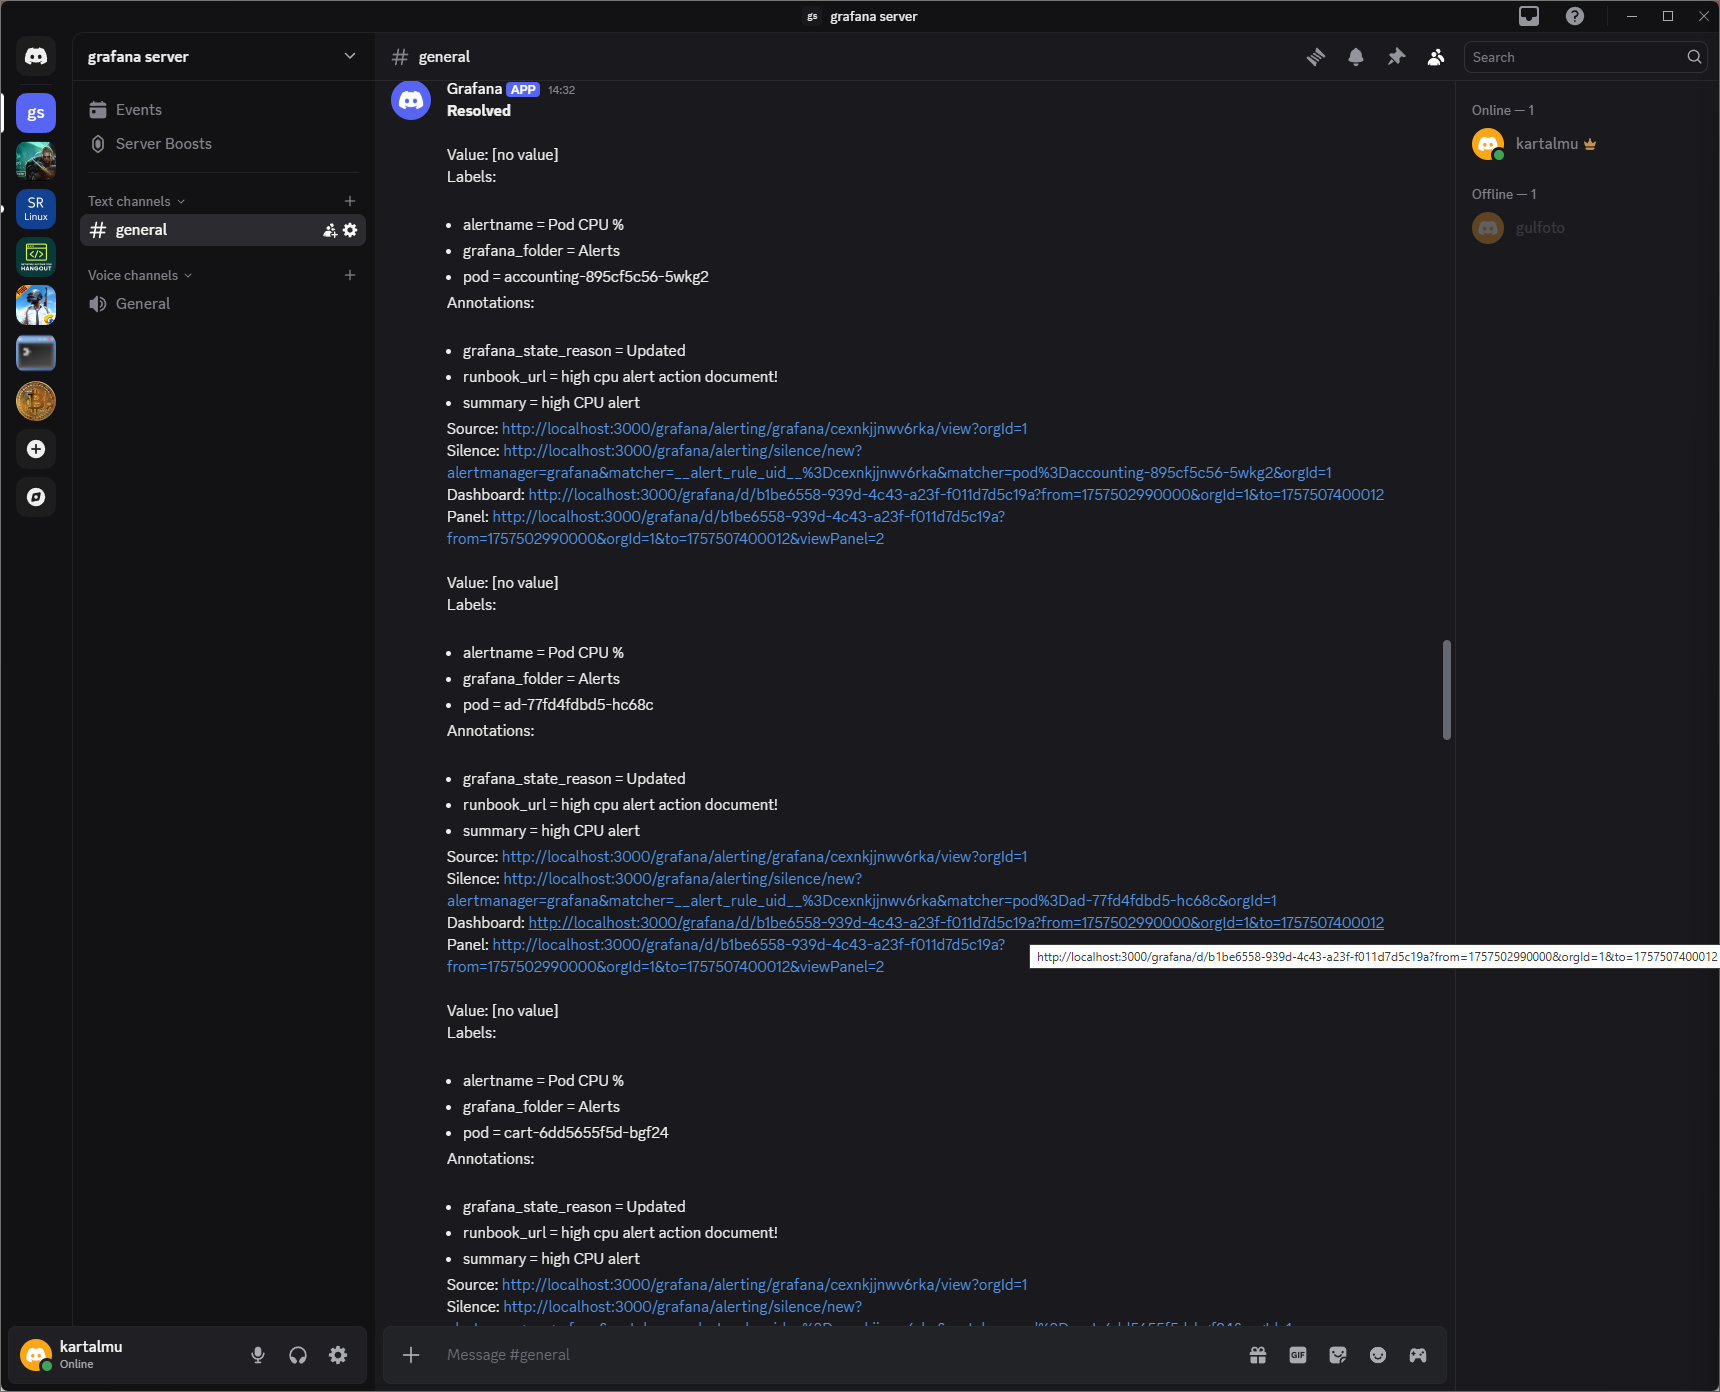 gs grafana server
grafana server
Events
Server Boosts
Text channels
general
Voice channels
General
gs
SR
Linux
HANGOUT
kartalmu
Online
# general
Search
Grafana APP 14:32
Resolved
Value: [no value]
Labels:
• alertname = Pod CPU %
• grafana_folder = Alerts
• pod = accounting-895cf5c56-5wkg2
Annotations:
• grafana_state_reason = Updated
• runbook_url = high cpu alert action document!
• summary = high CPU alert
Source: http://localhost:3000/grafana/alerting/grafana/cexnkjjnwv6rka/view?orgId=1
Silence: http://localhost:3000/grafana/alerting/silence/new?
alertmanager=grafana&matcher=__alert_rule_uid__%3Dcexnkjjnwv6rka&matcher=pod%3Daccounting-895cf5c56-5wkg2&orgId=1
Dashboard: http://localhost:3000/grafana/d/b1be6558-939d-4c43-a23f-f011d7d5c19a?from=1757502990000&orgId=1&to=1757507400012
Panel: http://localhost:3000/grafana/d/b1be6558-939d-4c43-a23f-f011d7d5c19a?
from=1757502990000&orgId=1&to=1757507400012&viewPanel=2
Value: [no value]
Labels:
• alertname = Pod CPU %
• grafana_folder = Alerts
• pod = ad-77fd4fdbd5-hc68c
Annotations:
• grafana_state_reason = Updated
• runbook_url = high cpu alert action document!
• summary = high CPU alert
Source: http://localhost:3000/grafana/alerting/grafana/cexnkjjnwv6rka/view?orgId=1
Silence: http://localhost:3000/grafana/alerting/silence/new?
alertmanager=grafana&matcher=__alert_rule_uid__%3Dcexnkjjnwv6rka&matcher=pod%3Dad-77fd4fdbd5-hc68c&orgId=1
Dashboard: http://localhost:3000/grafana/d/b1be6558-939d-4c43-a23f-f011d7d5c19a?from=1757502990000&orgId=1&to=1757507400012
Panel: http://localhost:3000/grafana/d/b1be6558-939d-4c43-a23f-f011d7d5c19a?
from=1757502990000&orgId=1&to=1757507400012&viewPanel=2
http://localhost:3000/grafana/d/b1be6558-939d-4c43-a23f-f011d7d5c19a?from=1757502990000&orgId=1&to=1757507400012
Value: [no value]
Labels:
• alertname = Pod CPU %
• grafana_folder = Alerts
• pod = cart-6dd5655f5d-bgf24
Annotations:
• grafana_state_reason = Updated
• runbook_url = high cpu alert action document!
• summary = high CPU alert
Source: http://localhost:3000/grafana/alerting/grafana/cexnkjjnwv6rka/view?orgId=1
Silence: http://localhost:3000/grafana/alerting/silence/new?
Message #general
GIF
Online — 1
kartalmu
Offline — 1
gulfoto